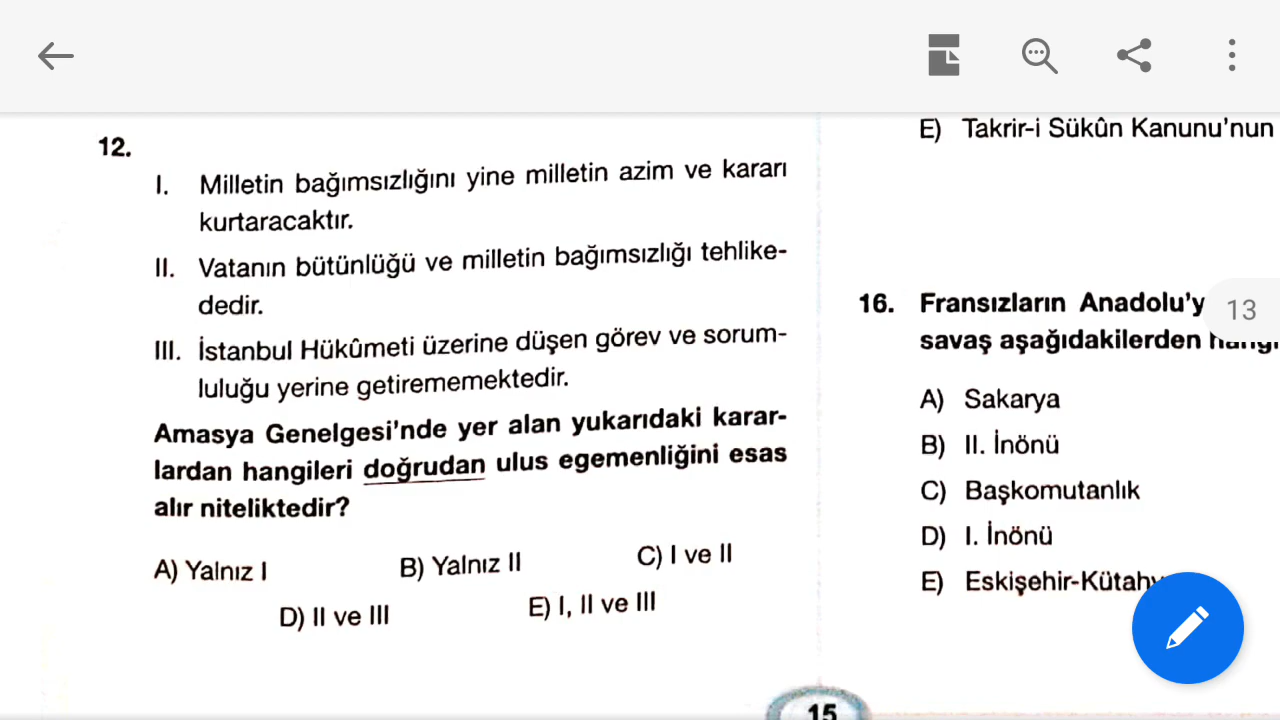 12.
I. Milletin bağımsızlığını yine milletin azim ve kararı
kurtaracaktır.
II. Vatanın bütünlüğü ve milletin bağımsızlığı tehlike-
dedir.
III. İstanbul Hükûmeti üzerine düşen görev ve sorum-
luluğu yerine getirememektedir.
Amasya Genelgesi'nde yer alan yukarıdaki karar-
lardan hangileri doğrudan ulus egemenliğini esas
alır niteliktedir?
A) Yalnız I B) Yalnız II C) I ve II
D) II ve III E) I, II ve III
E) Takrir-i Sükûn Kanunu'nun
16. Fransızların Anadolu'y
savaş aşağıdakilerden
A) Sakarya
B) II. İnönü
C) Başkomutanlık
D) I. İnönü
E) Eskişehir-Kütahy
13
15